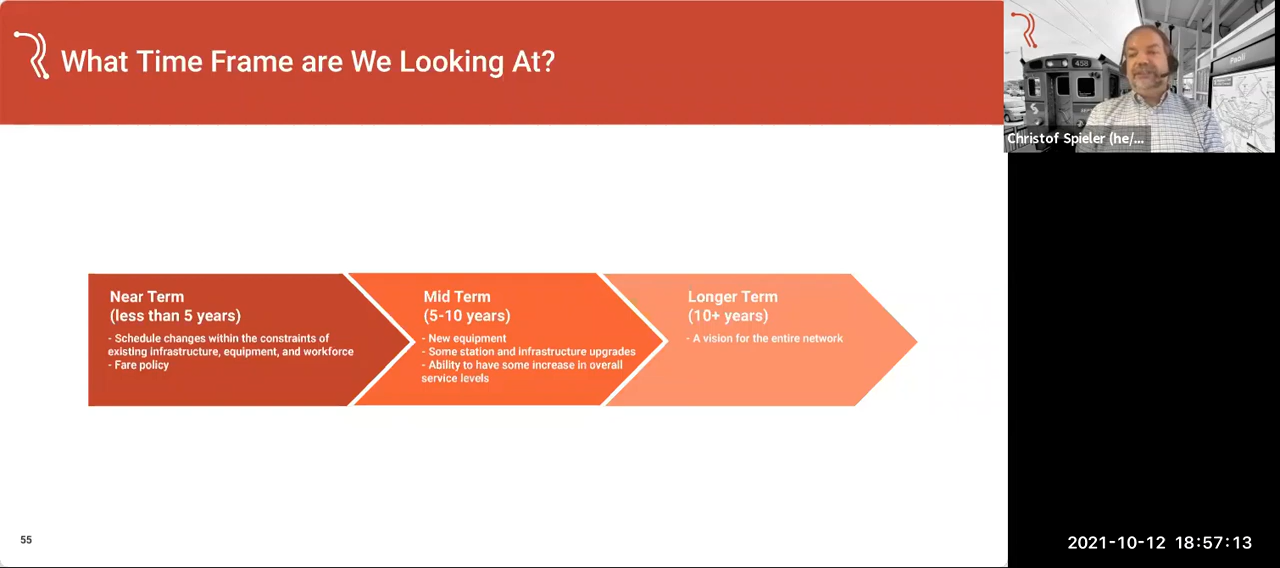 What Time Frame are We Looking At?
458
Paoli
Christof Spieler (he/...
Near Term
(less than 5 years)
- Schedule changes within the constraints of
existing infrastructure, equipment, and workforce
- Fare policy
Mid Term
(5-10 years)
- New equipment
- Some station and infrastructure upgrades
- Ability to have some increase in overall
service levels
Longer Term
(10+ years)
- A vision for the entire network
55
2021-10-12 18:57:13